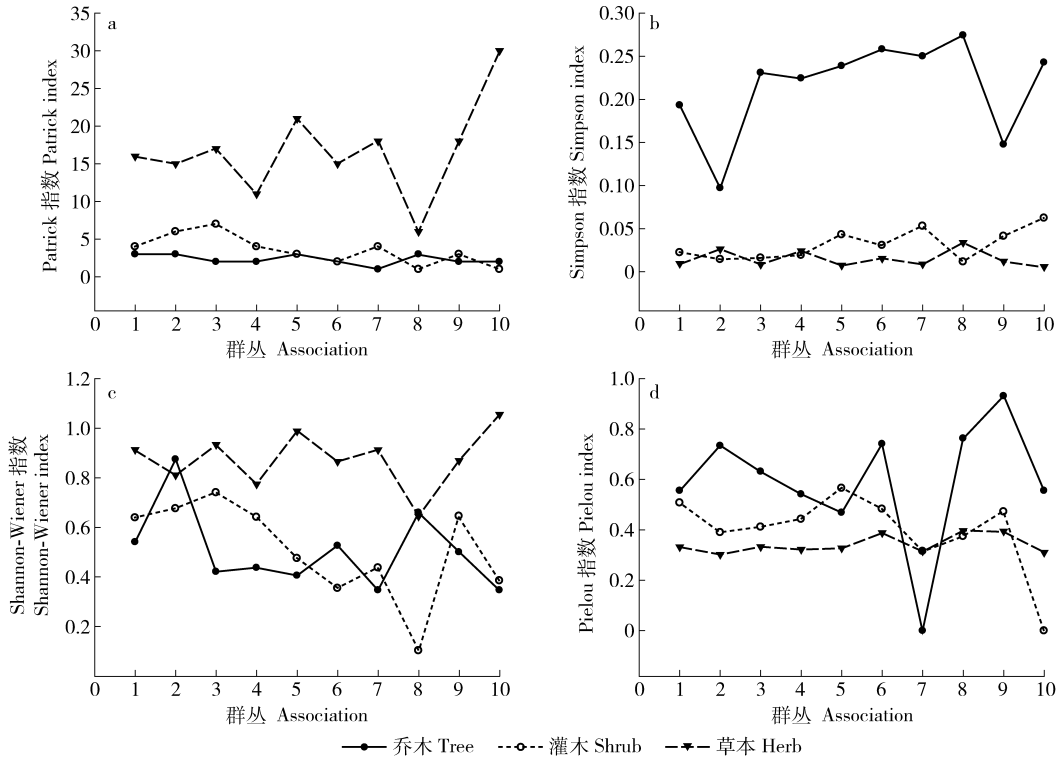 a
35
30
25
20
15
10
5
0
Patrick 指数 Patrick index
0 1 2 3 4 5 6 7 8 9 10
群丛 Association
b
0.30
0.25
0.20
0.15
0.10
0.05
0
Simpson 指数 Simpson index
0 1 2 3 4 5 6 7 8 9 10
群丛 Association
c
1.2
1.0
0.8
0.6
0.4
0.2
Shannon-Wiener 指数
Shannon-Wiener index
0 1 2 3 4 5 6 7 8 9 10
群丛 Association
d
1.0
0.8
0.6
0.4
0.2
0
Pielou 指数 Pielou index
0 1 2 3 4 5 6 7 8 9 10
群丛 Association
乔木 Tree 灌木 Shrub 草本 Herb